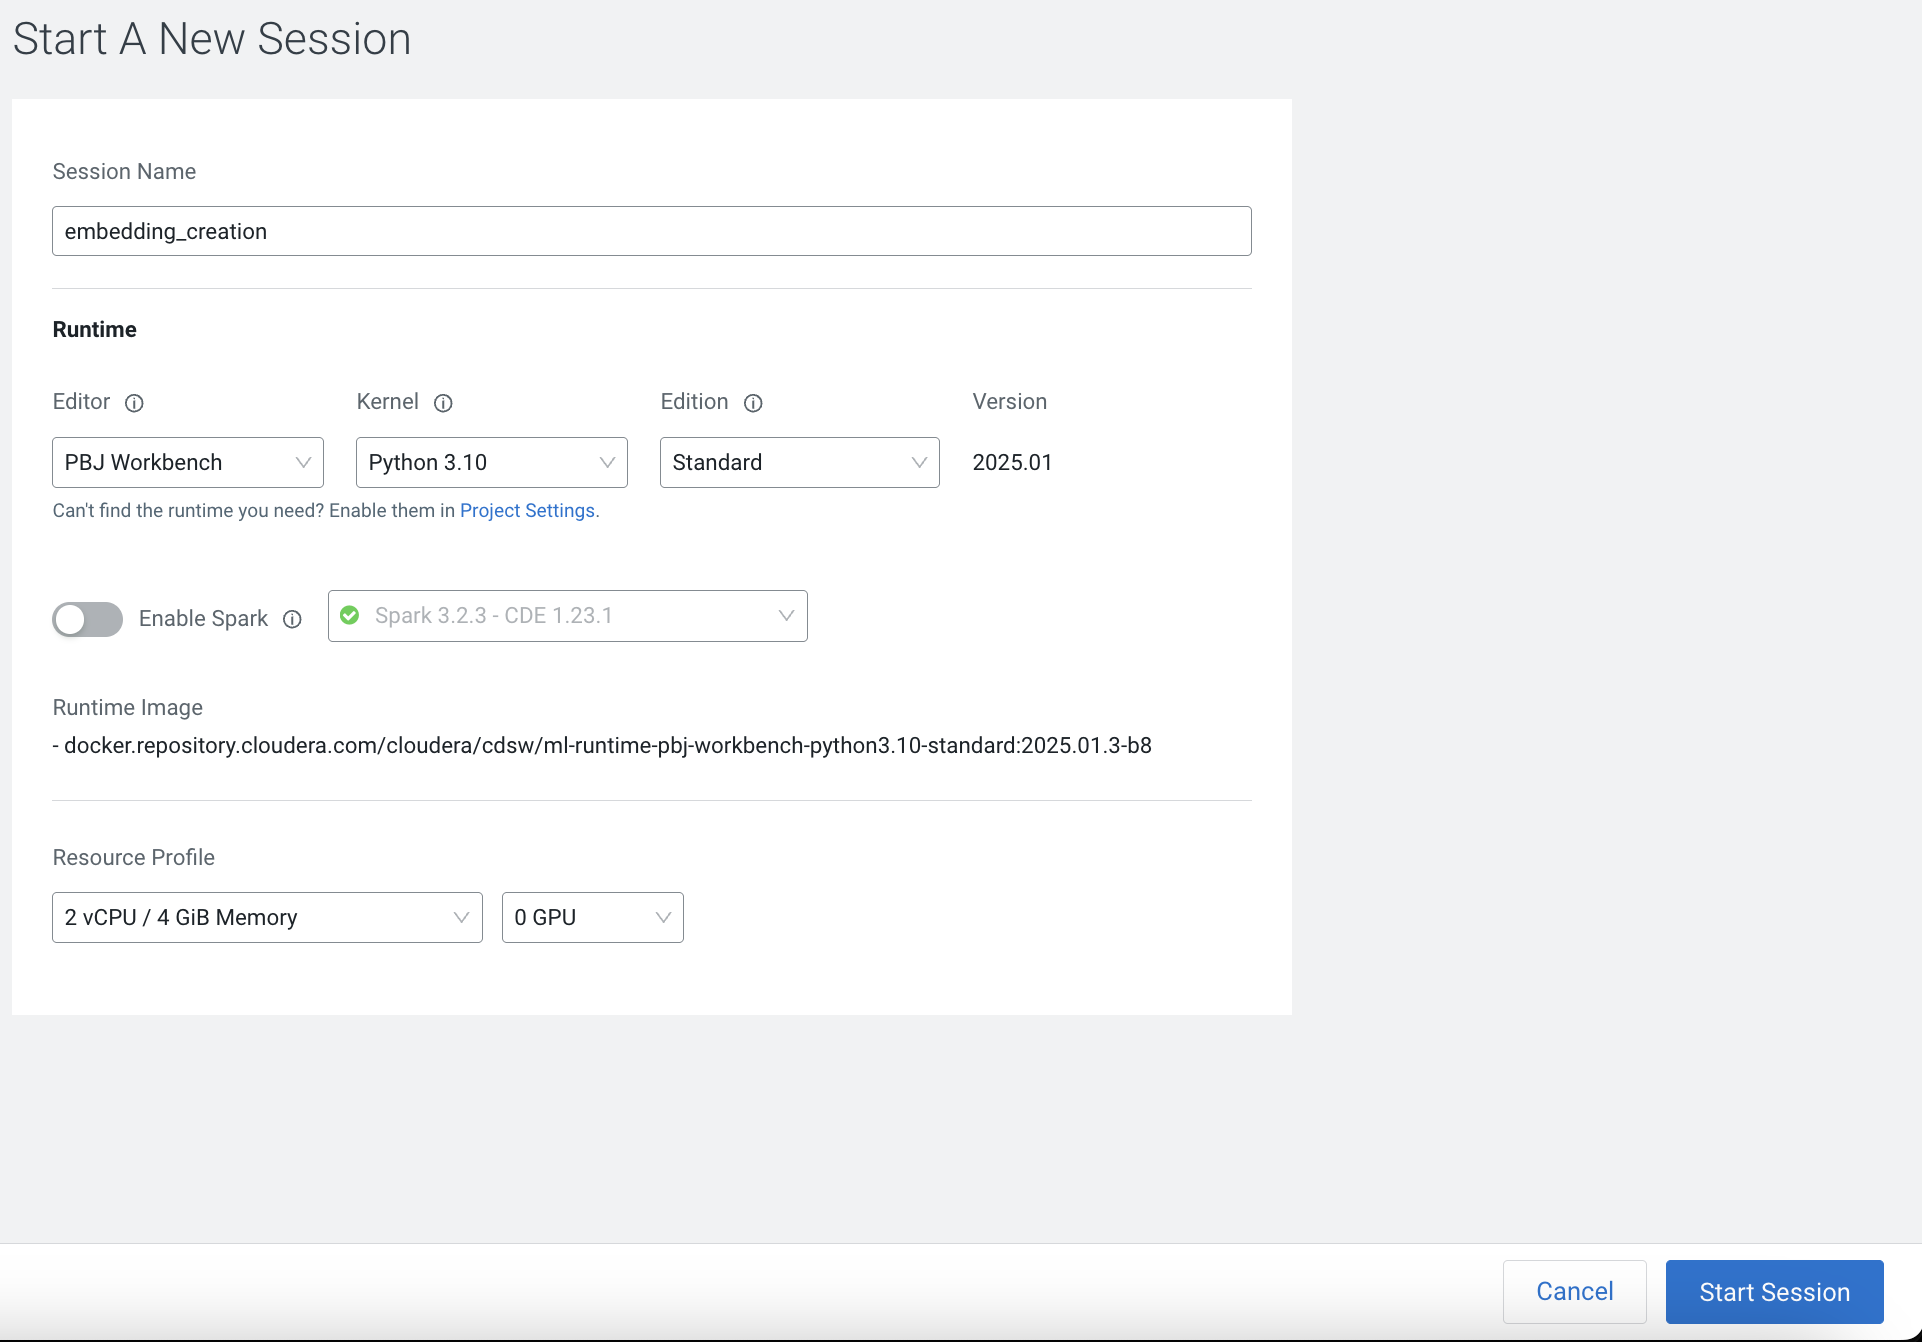 Start A New Session
Session Name
embedding_creation
Runtime
Editor Kernel Edition Version
PBJ Workbench Python 3.10 Standard 2025.01
Can't find the runtime you need? Enable them in Project Settings.
Enable Spark Spark 3.2.3 - CDE 1.23.1
Runtime Image
- docker.repository.cloudera.com/cloudera/cdsw/ml-runtime-pbj-workbench-python3.10-standard:2025.01.3-b8
Resource Profile
2 vCPU / 4 GiB Memory 0 GPU
Cancel Start Session